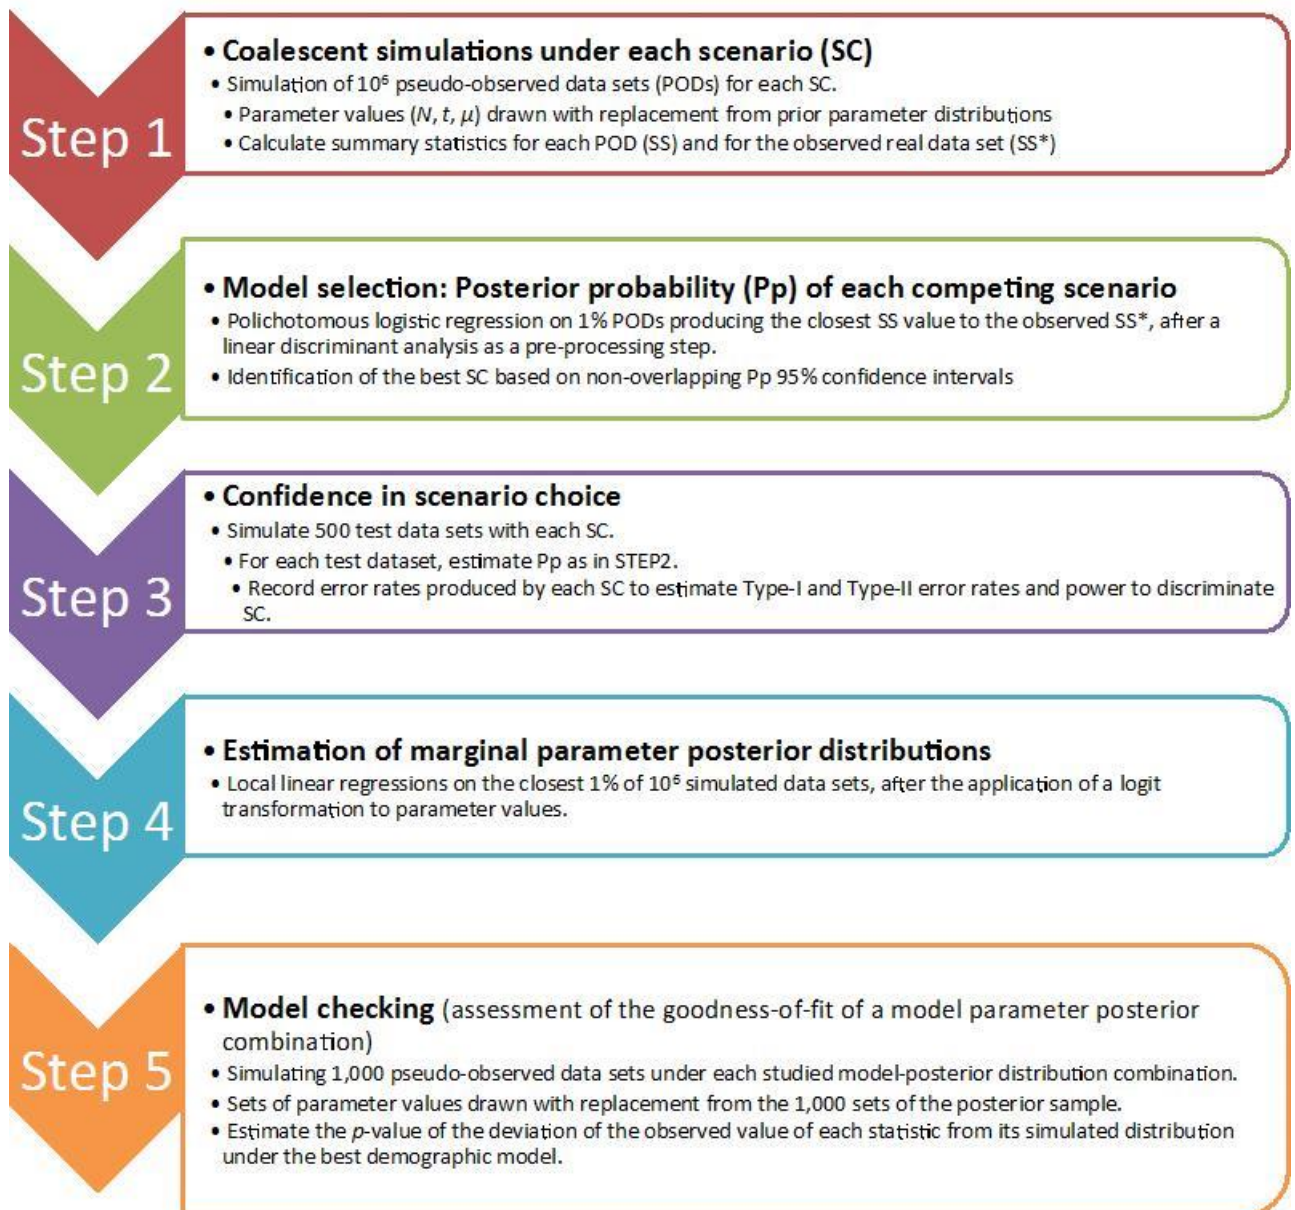 Step 1
• Coalescent simulations under each scenario (SC)
• Simulation of 10⁶ pseudo-observed data sets (PODs) for each SC.
• Parameter values (N, t, μ) drawn with replacement from prior parameter distributions
• Calculate summary statistics for each POD (SS) and for the observed real data set (SS*)
Step 2
• Model selection: Posterior probability (Pp) of each competing scenario
• Polichotomous logistic regression on 1% PODs producing the closest SS value to the observed SS*, after a
linear discriminant analysis as a pre-processing step.
• Identification of the best SC based on non-overlapping Pp 95% confidence intervals
Step 3
• Confidence in scenario choice
• Simulate 500 test data sets with each SC.
• For each test dataset, estimate Pp as in STEP2.
• Record error rates produced by each SC to estimate Type-I and Type-II error rates and power to discriminate
SC.
Step 4
• Estimation of marginal parameter posterior distributions
• Local linear regressions on the closest 1% of 10⁶ simulated data sets, after the application of a logit
transformation to parameter values.
Step 5
• Model checking (assessment of the goodness-of-fit of a model parameter posterior
combination)
• Simulating 1,000 pseudo-observed data sets under each studied model-posterior distribution combination.
• Sets of parameter values drawn with replacement from the 1,000 sets of the posterior sample.
• Estimate the p-value of the deviation of the observed value of each statistic from its simulated distribution
under the best demographic model.